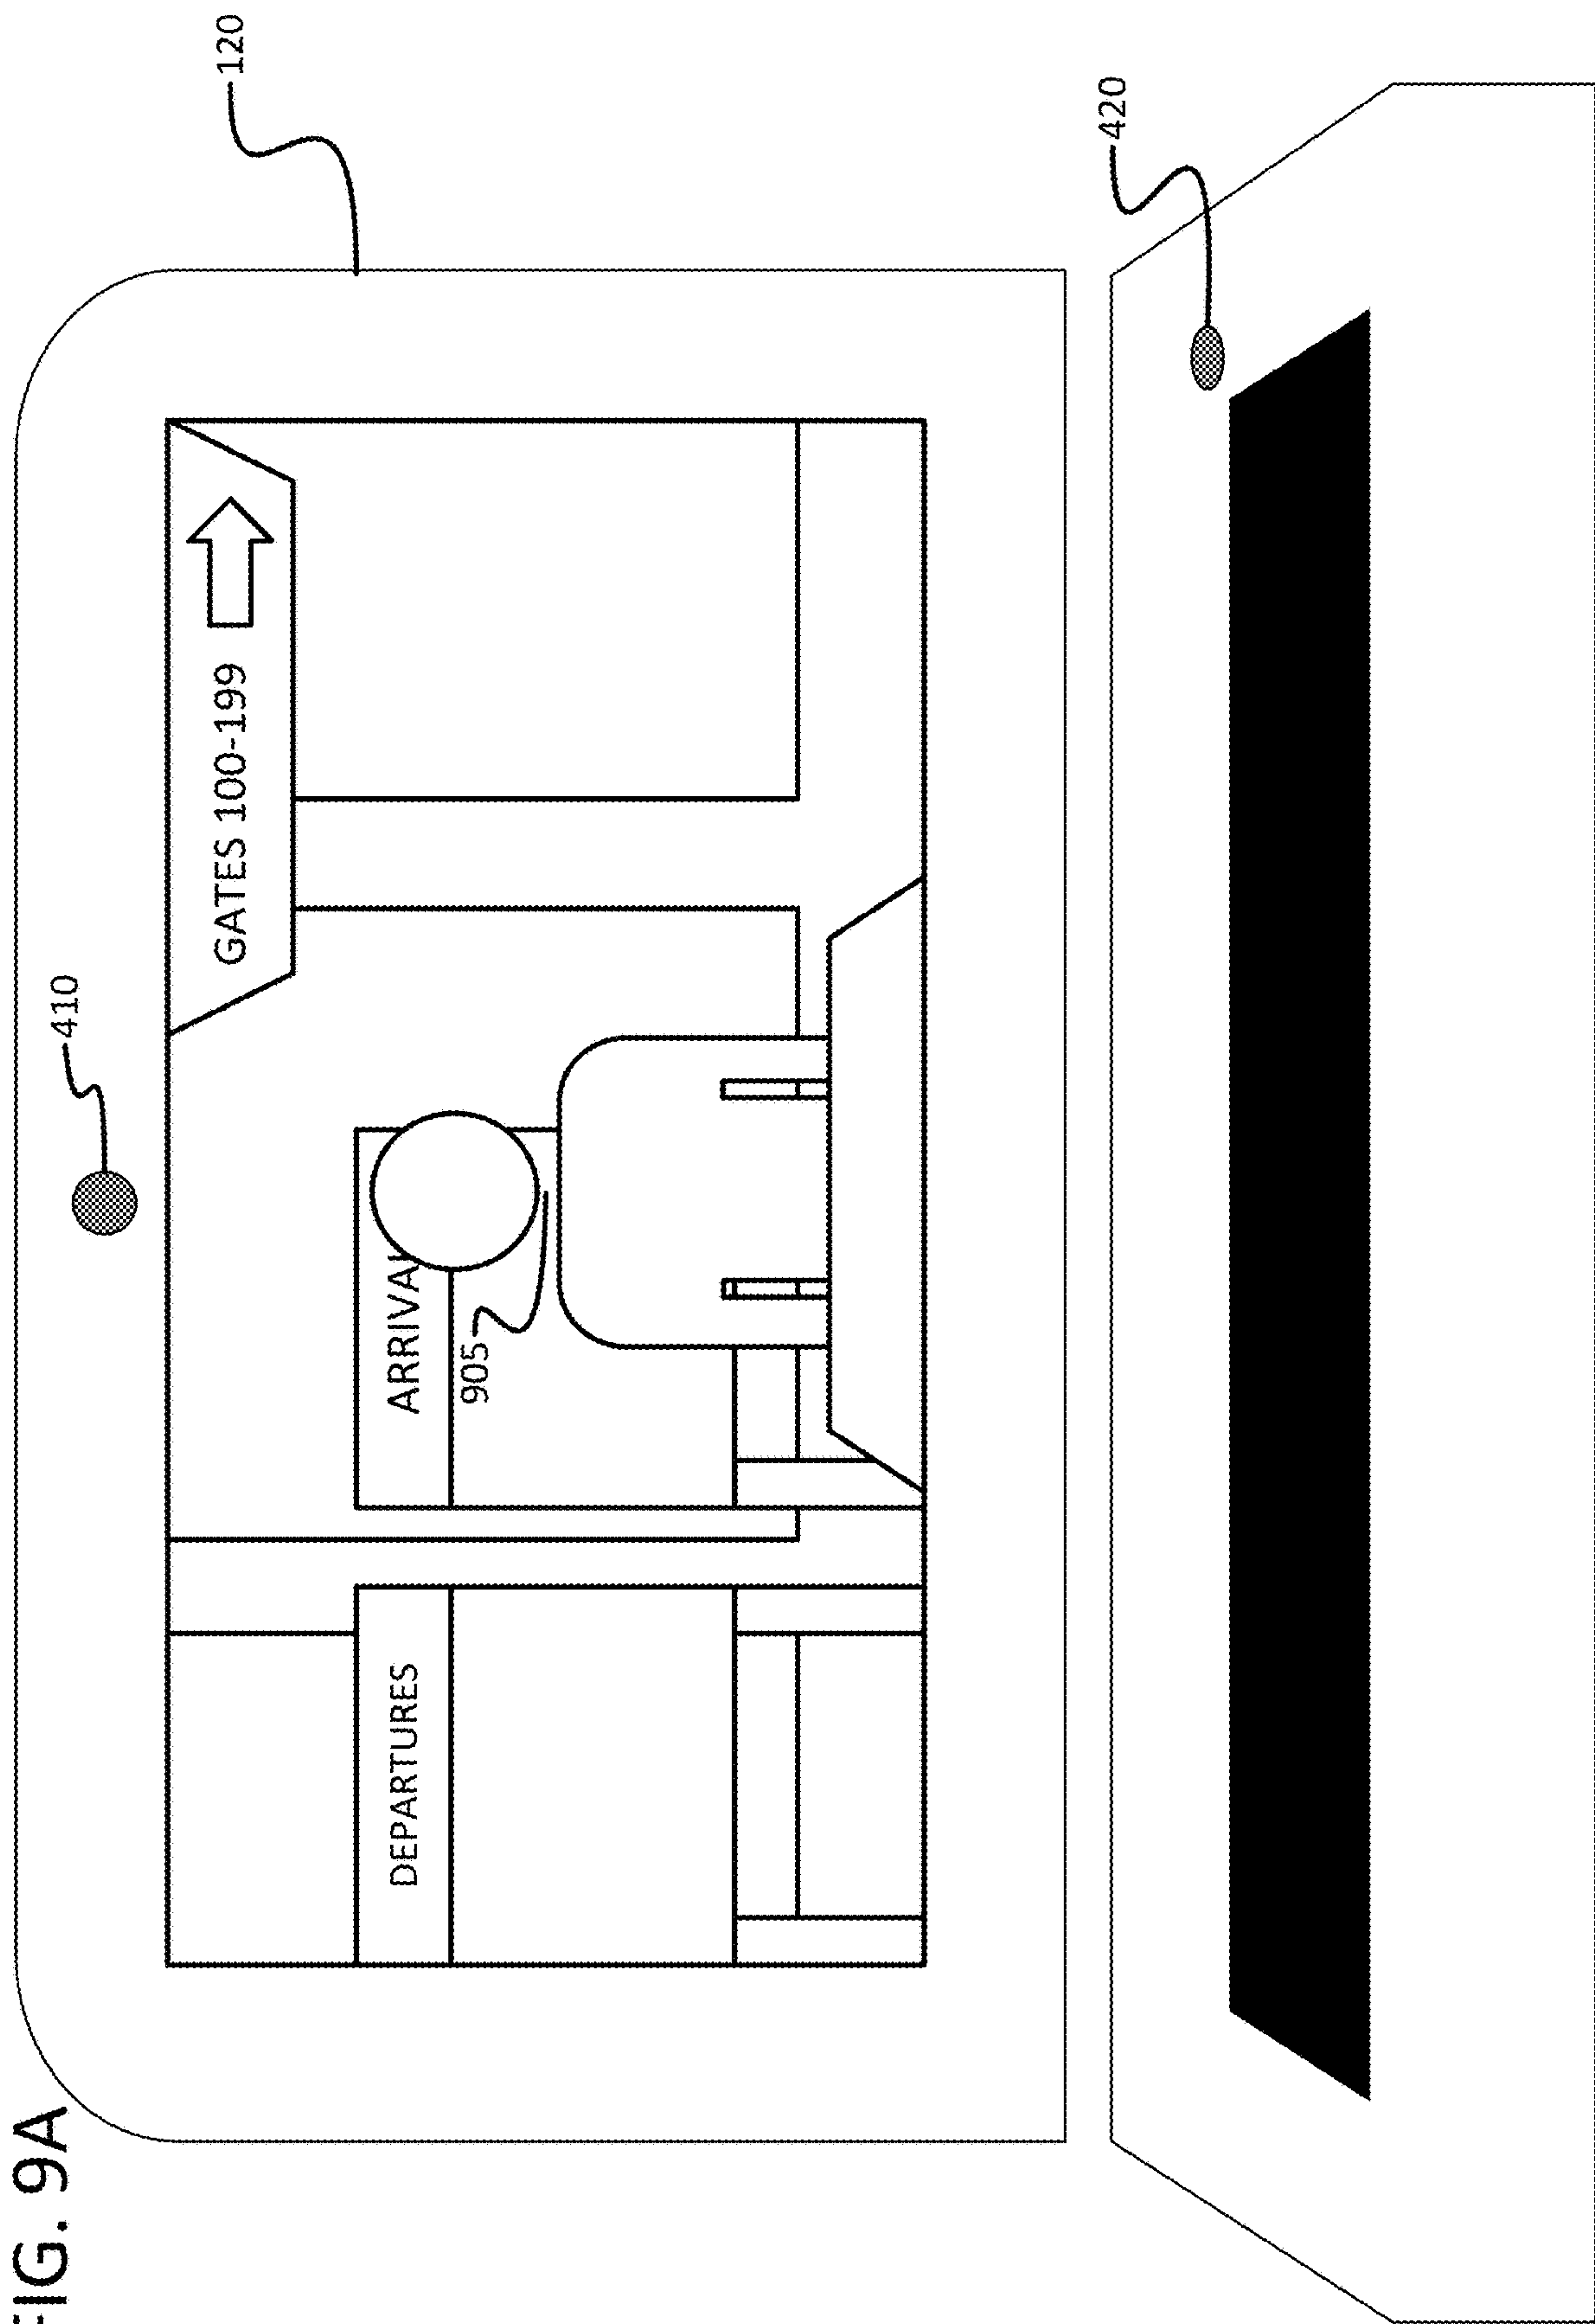 FIG. 9A
410
120
GATES 100-199
DEPARTURES
ARRIVA
905
420